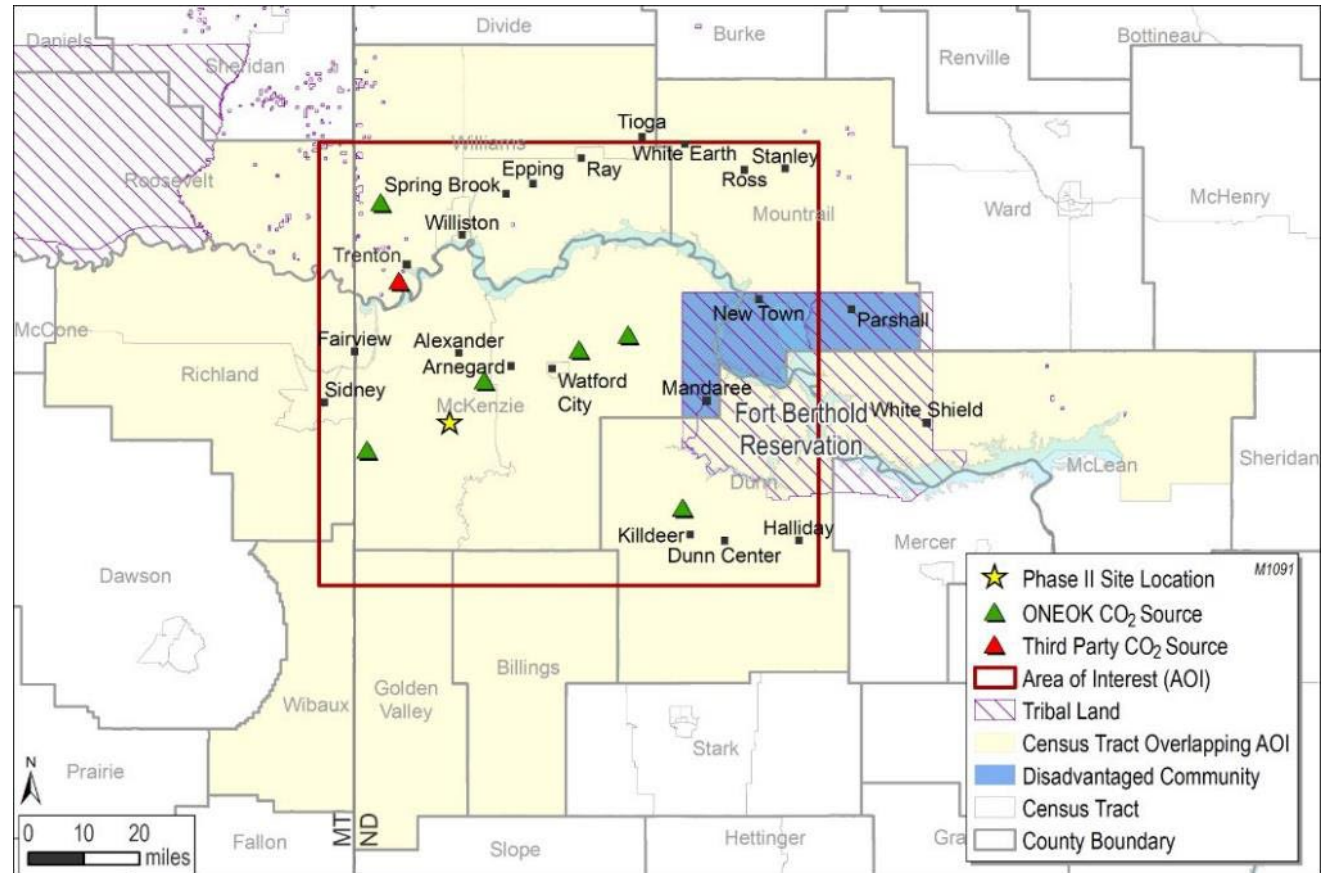 Daniels
Divide
Burke
Bottineau
Sheridan
Renville
Tioga
Williams
White Earth
Stanley
Epping
Ray
Ross
Roosevelt
Spring Brook
McHenry
Ward
Mountrail
Williston
Trenton
New Town
Parshall
McCone
Fairview
Alexander
Arnegard
Richland
Watford
City
Sidney
McKenzie
Mandaree
Fort Berthold
Reservation
White Shield
McLean
Sheridan
Dunn
Killdeer
Halliday
Dunn Center
Mercer
Dawson
Billings
Wibaux
Golden
Valley
Stark
Prairie
N
MT
ND
Fallon
Slope
Hettinger
Gra
0 10 20
miles
M1091
Phase II Site Location
ONEOK CO₂ Source
Third Party CO₂ Source
Area of Interest (AOI)
Tribal Land
Census Tract Overlapping AOI
Disadvantaged Community
Census Tract
County Boundary